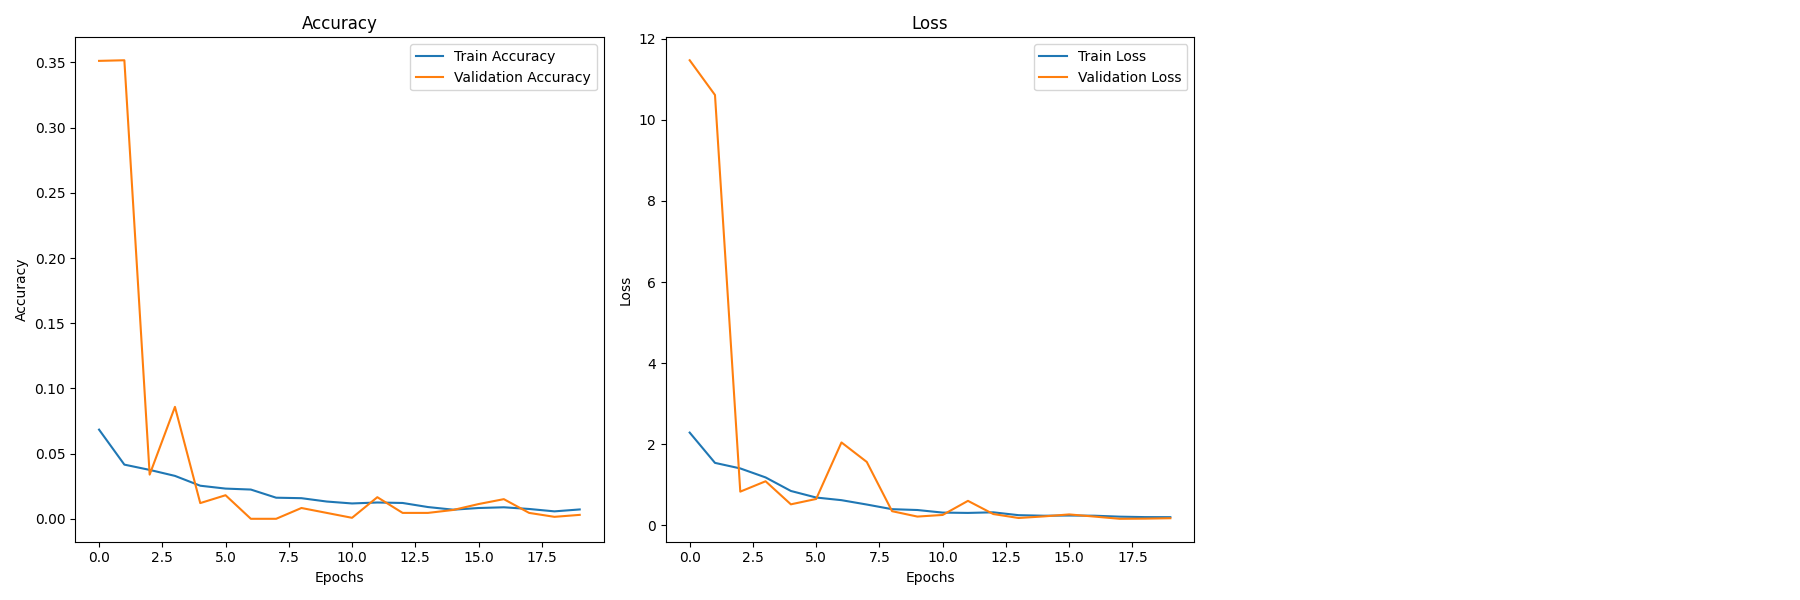 Accuracy
Train Accuracy
Validation Accuracy
0.35
0.30
0.25
0.20
0.15
0.10
0.05
0.00
Accuracy
0.0 2.5 5.0 7.5 10.0 12.5 15.0 17.5
Epochs
Loss
Train Loss
Validation Loss
12
10
8
6
4
2
0
Loss
0.0 2.5 5.0 7.5 10.0 12.5 15.0 17.5
Epochs